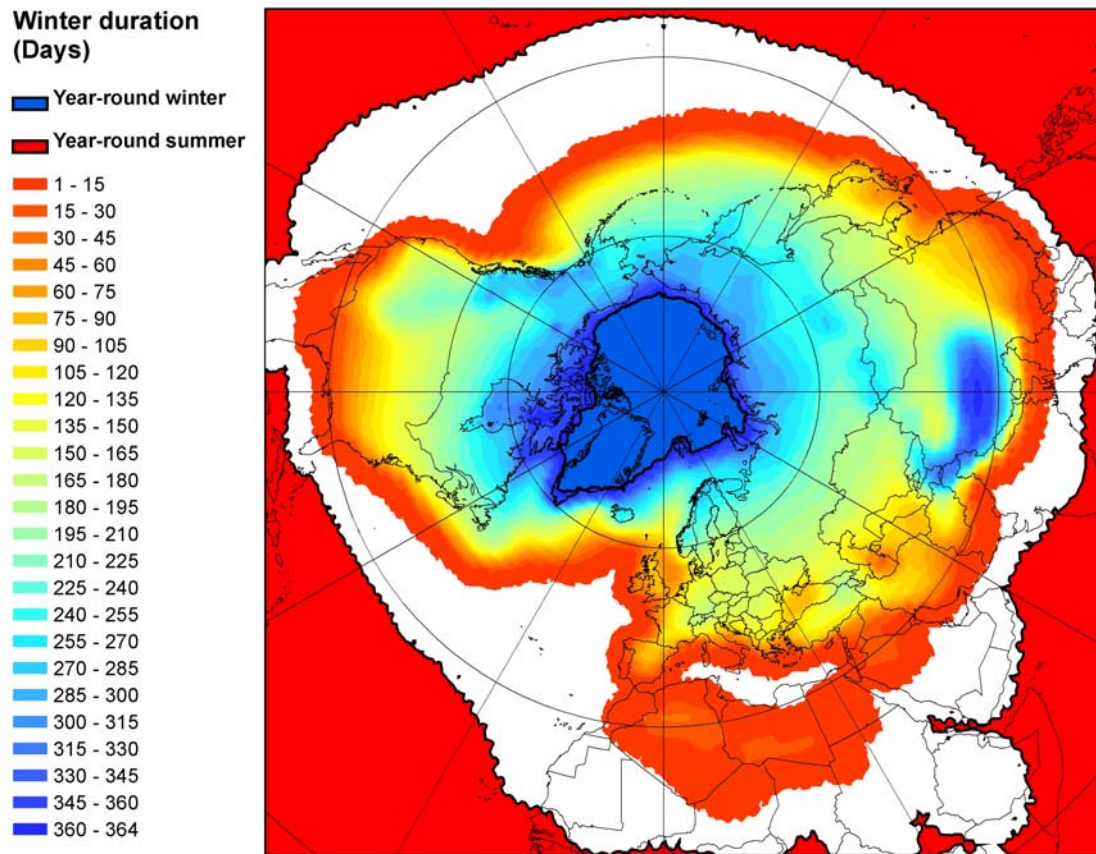 Winter duration
(Days)
Year-round winter
Year-round summer
1 - 15
15 - 30
30 - 45
45 - 60
60 - 75
75 - 90
90 - 105
105 - 120
120 - 135
135 - 150
150 - 165
165 - 180
180 - 195
195 - 210
210 - 225
225 - 240
240 - 255
255 - 270
270 - 285
285 - 300
300 - 315
315 - 330
330 - 345
345 - 360
360 - 364